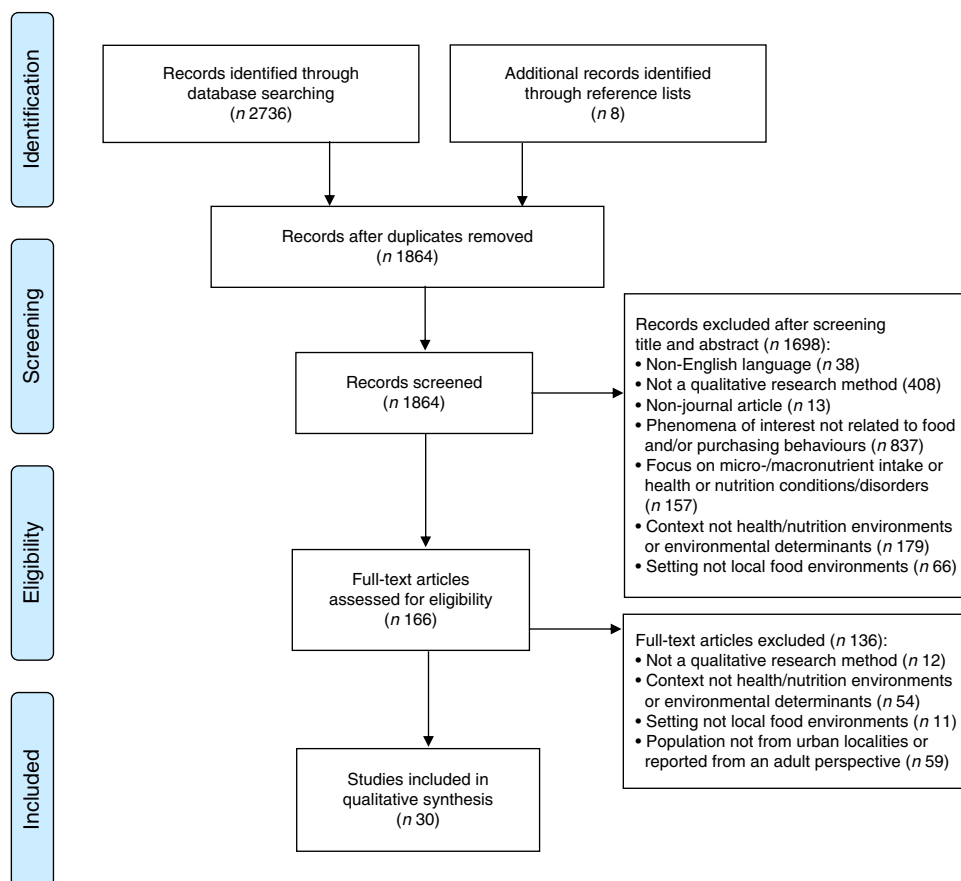 Identification
Records identified through
database searching
(n 2736)
Additional records identified
through reference lists
(n 8)
Records after duplicates removed
(n 1864)
Screening
Records screened
(n 1864)
Records excluded after screening
title and abstract (n 1698):
• Non-English language (n 38)
• Not a qualitative research method (408)
• Non-journal article (n 13)
• Phenomena of interest not related to food
and/or purchasing behaviours (n 837)
• Focus on micro-/macronutrient intake or
health or nutrition conditions/disorders
(n 157)
• Context not health/nutrition environments
or environmental determinants (n 179)
• Setting not local food environments (n 66)
Eligibility
Full-text articles
assessed for eligibility
(n 166)
Full-text articles excluded (n 136):
• Not a qualitative research method (n 12)
• Context not health/nutrition environments
or environmental determinants (n 54)
• Setting not local food environments (n 11)
• Population not from urban localities or
reported from an adult perspective (n 59)
Included
Studies included in
qualitative synthesis
(n 30)